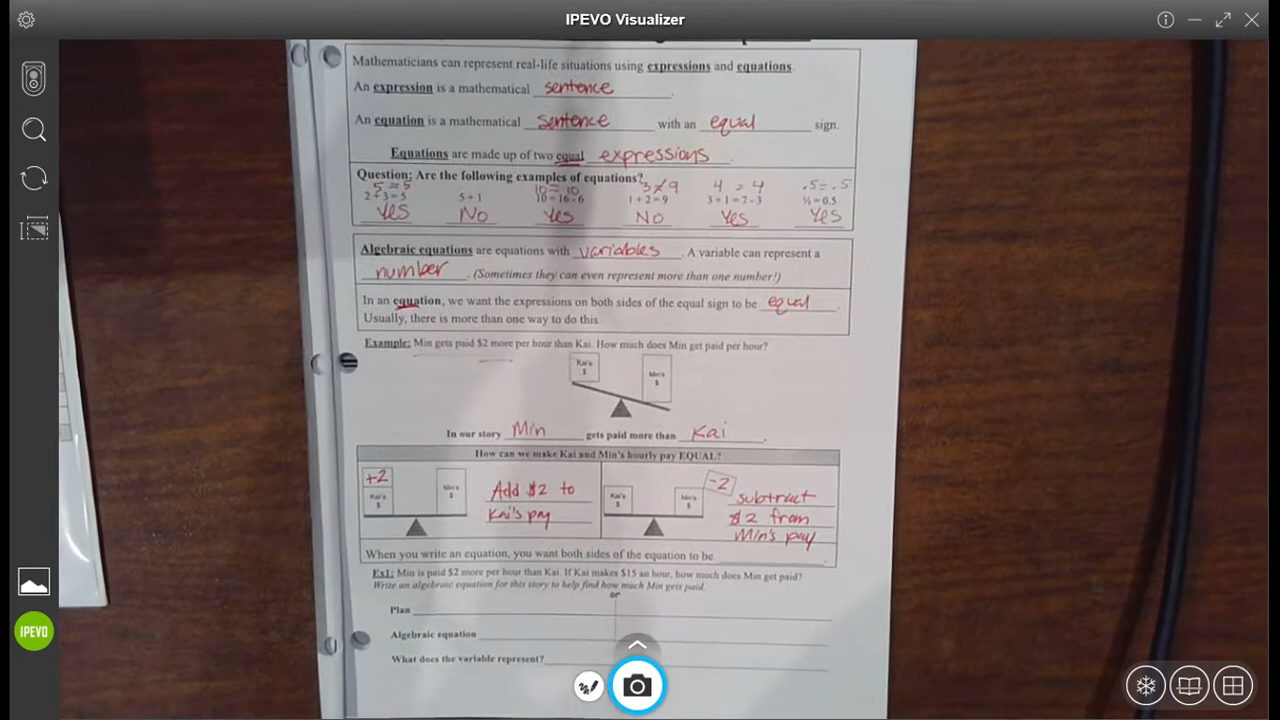 IPEVO Visualizer
Mathematicians can represent real-life situations using expressions and equations.
An expression is a mathematical sentence.
An equation is a mathematical sentence with an equal sign.
Equations are made up of two equal expressions.
Question: Are the following examples of equations?
5 = 5 10 = 10 3 ≠ 9 4 = 4 .5 = .5
2 + 3 = 5 5 + 1 10 = 16 - 6 1 + 2 = 9 3 + 1 = 7 - 3 ½ = 0.5
Yes No Yes No Yes Yes
Algebraic equations are equations with variables. A variable can represent a
number. (Sometimes they can even represent more than one number!)
In an equation, we want the expressions on both sides of the equal sign to be equal.
Usually, there is more than one way to do this.
Example: Min gets paid $2 more per hour than Kai. How much does Min get paid per hour?
Kai's
$
Min's
$
In our story Min gets paid more than Kai.
How can we make Kai and Min's hourly pay EQUAL?
+2
Kai's
$
Min's
$
Add $2 to
Kai's pay
Kai's
$
Min's
$
-2
subtract
$2 from
Min's pay
When you write an equation, you want both sides of the equation to be
Ex1: Min is paid $2 more per hour than Kai. If Kai makes $15 an hour, how much does Min get paid?
Write an algebraic equation for this story to help find how much Min gets paid.
or
Plan
Algebraic equation
What does the variable represent?
IPEVO